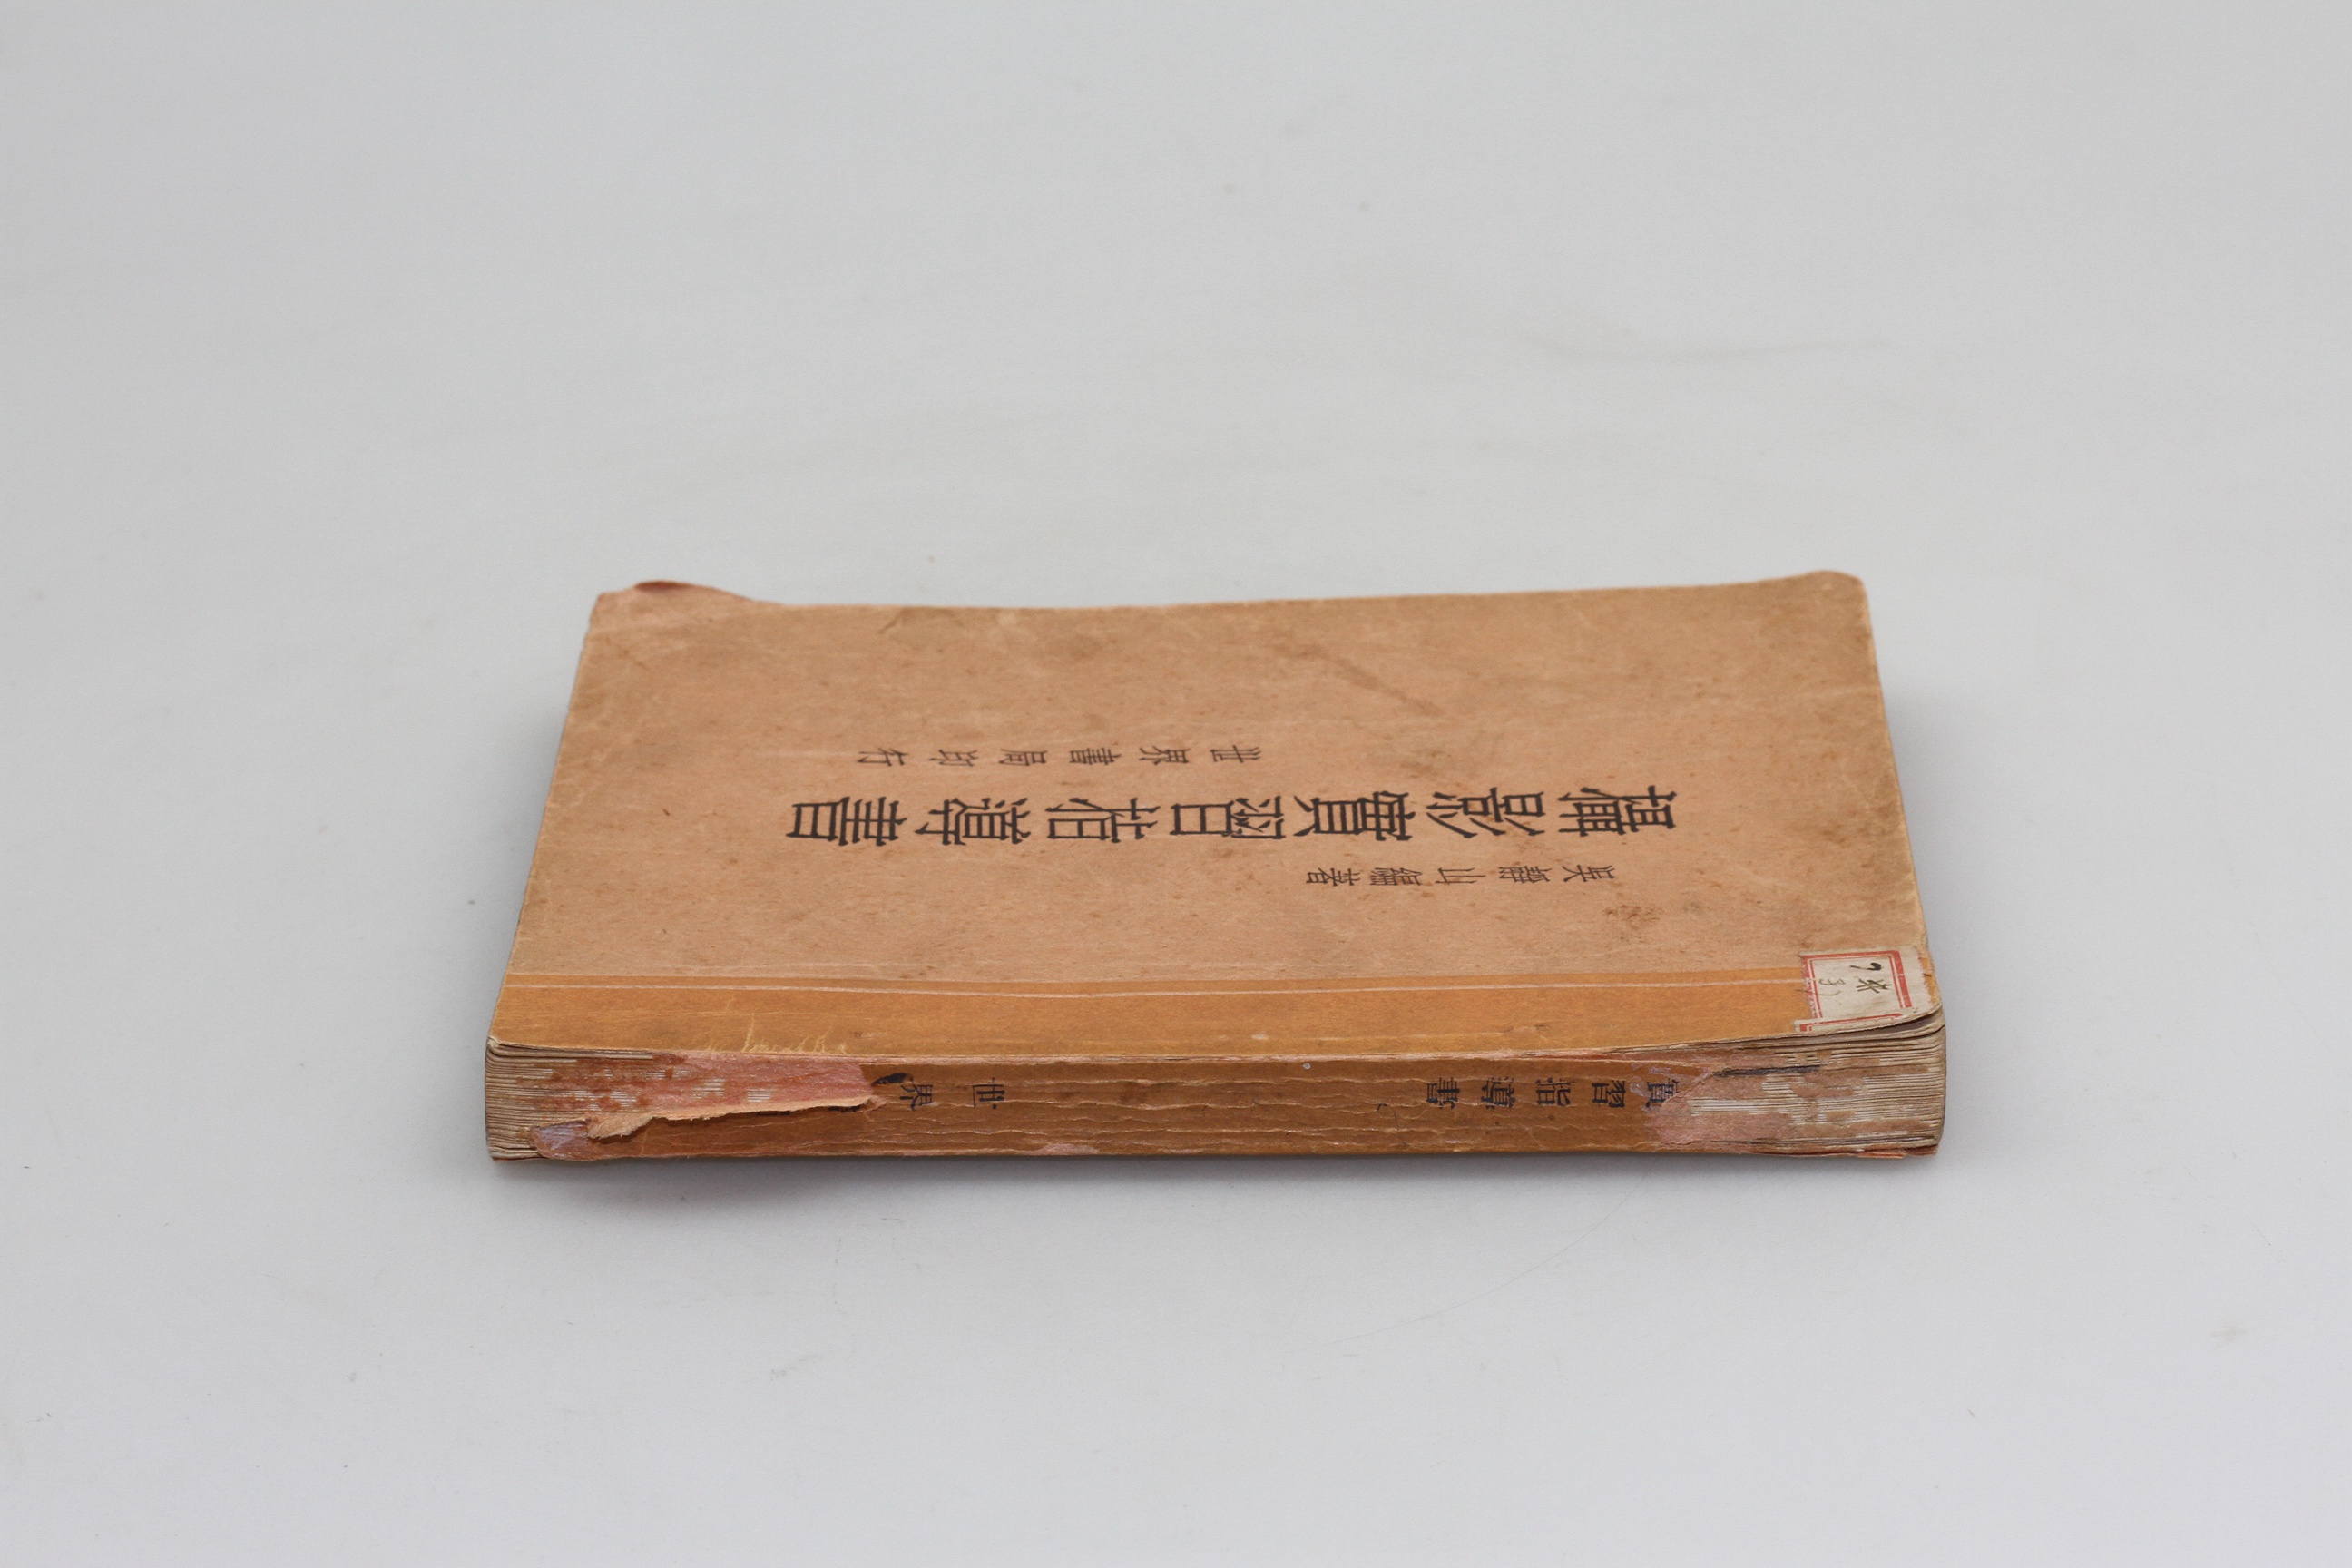 吳靜山編著
攝影實習指導書
世界書局印行
實習指導書
世界